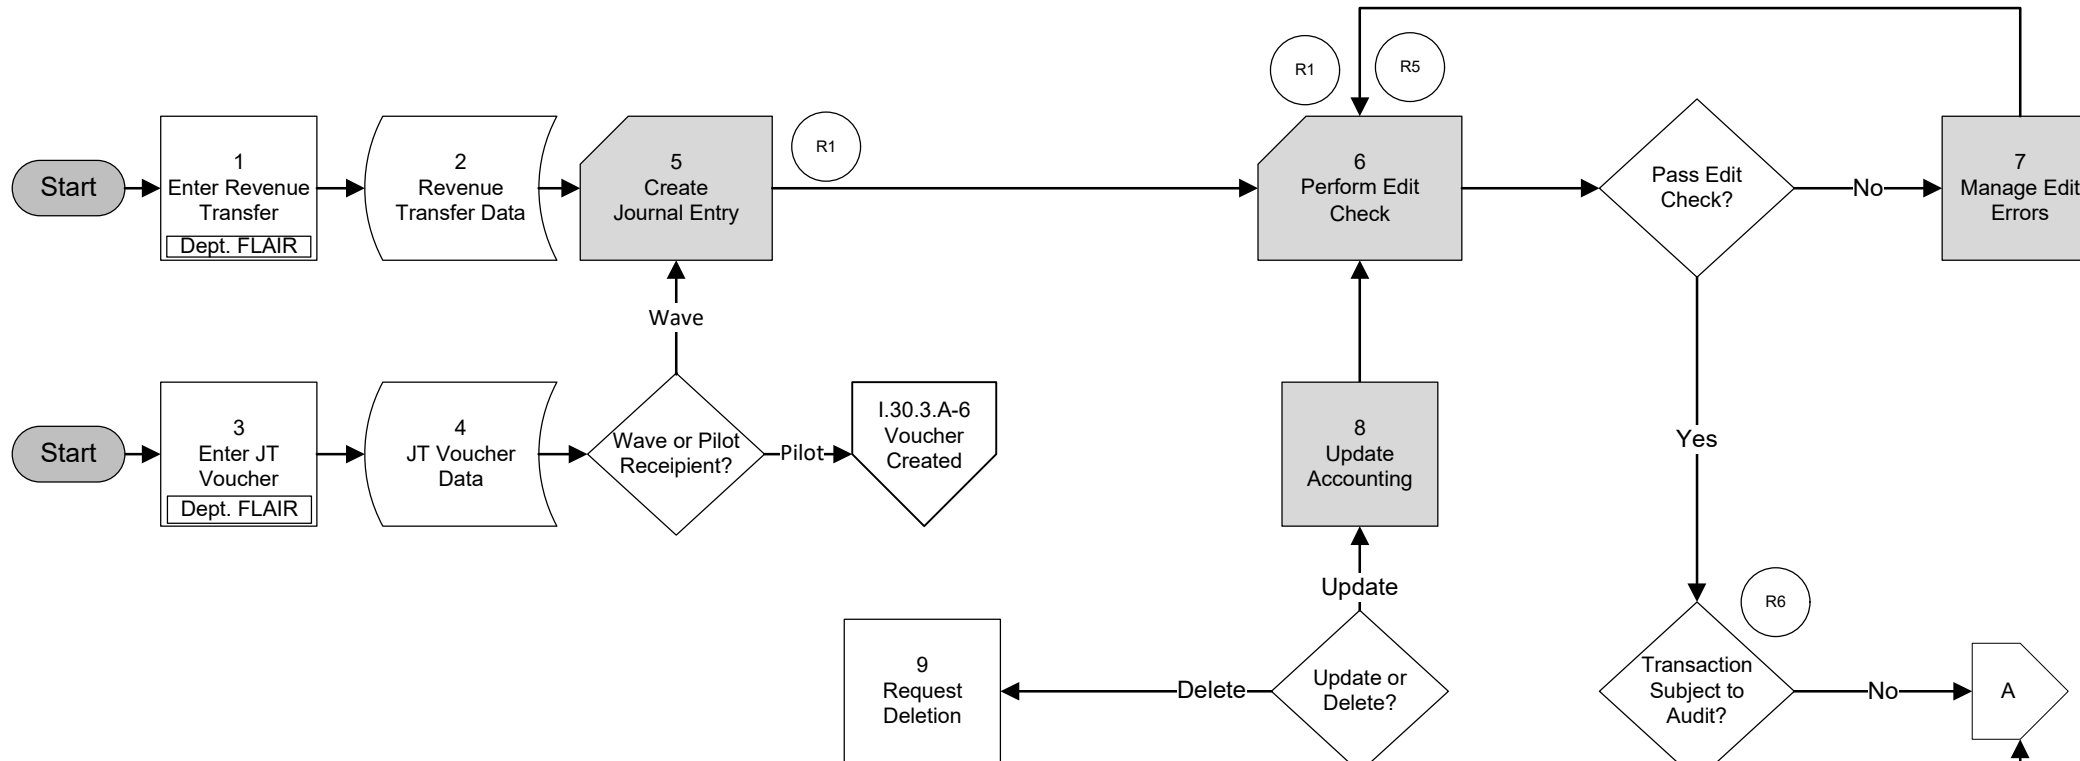 R1
R5
Start
1
Enter Revenue
Transfer
Dept. FLAIR
2
Revenue
Transfer Data
5
Create
Journal Entry
R1
6
Perform Edit
Check
Pass Edit
Check?
No
7
Manage Edit
Errors
Wave
Start
3
Enter JT
Voucher
Dept. FLAIR
4
JT Voucher
Data
Wave or Pilot
Receipient?
Pilot
I.30.3.A-6
Voucher
Created
8
Update
Accounting
Yes
Update
R6
9
Request
Deletion
Delete
Update or
Delete?
Transaction
Subject to
Audit?
No
A